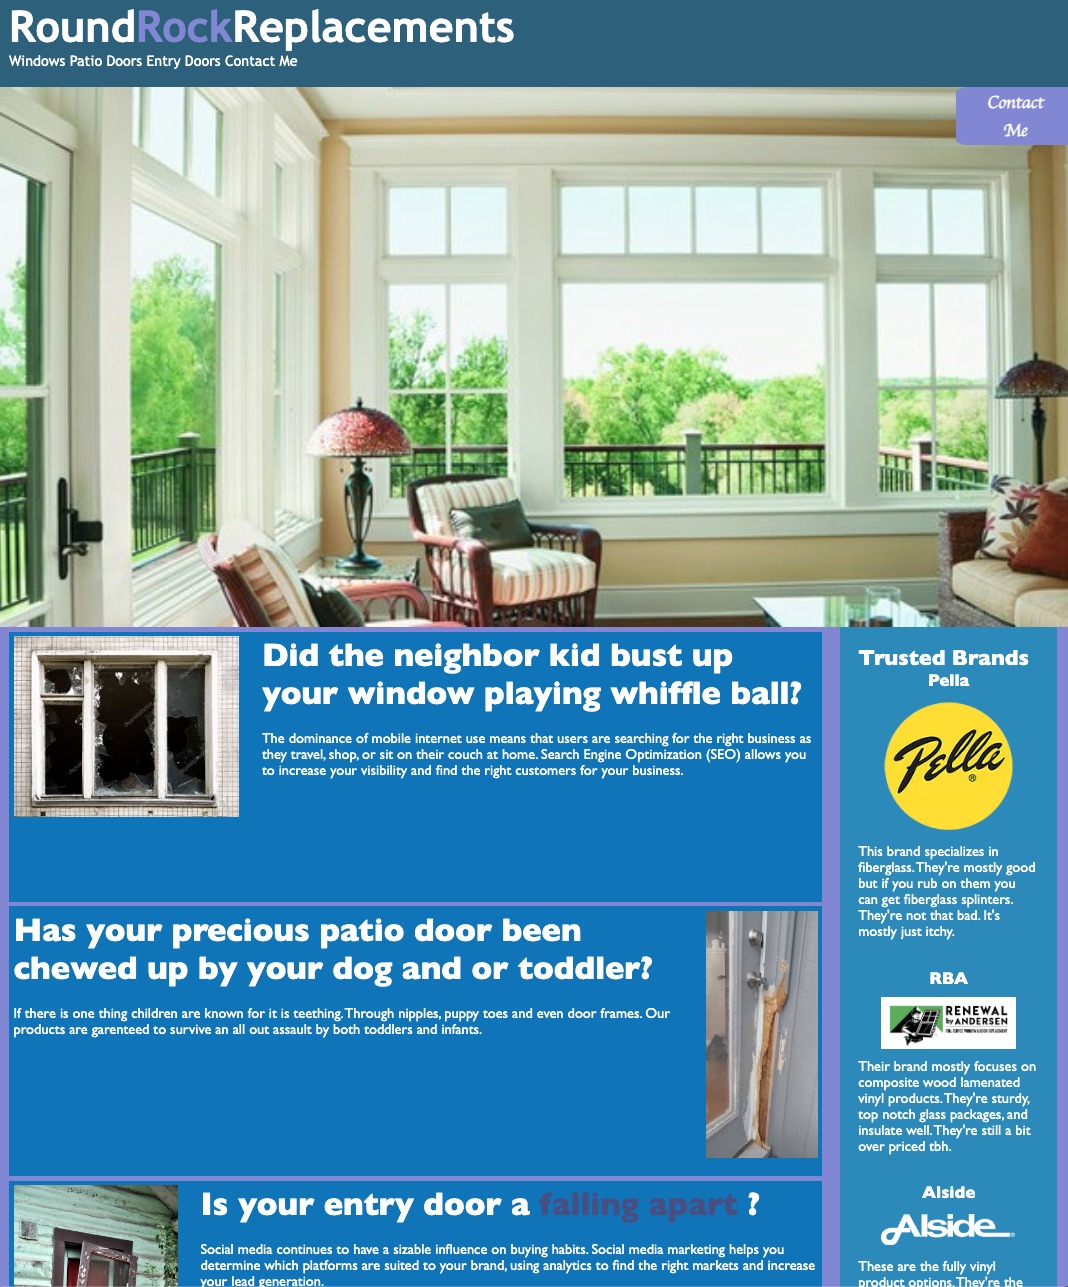 RoundRockReplacements
Windows Patio Doors Entry Doors Contact Me
Contact
Me
Did the neighbor kid bust up
your window playing whiffle ball?
The dominance of mobile internet use means that users are searching for the right business as
they travel, shop, or sit on their couch at home. Search Engine Optimization (SEO) allows you
to increase your visibility and find the right customers for your business.
Has your precious patio door been
chewed up by your dog and or toddler?
If there is one thing children are known for it is teething. Through nipples, puppy toes and even door frames. Our
products are garenteed to survive an all out assault by both toddlers and infants.
Is your entry door a falling apart ?
Social media continues to have a sizable influence on buying habits. Social media marketing helps you
determine which platforms are suited to your brand, using analytics to find the right markets and increase
your lead generation.
Trusted Brands
Pella
Pella®
This brand specializes in
fiberglass. They're mostly good
but if you rub on them you
can get fiberglass splinters.
They're not that bad. It's
mostly just itchy.
RBA
RENEWAL
by ANDERSEN
FULL SERVICE WINDOW & DOOR REPLACEMENT
Their brand mostly focuses on
composite wood lamenated
vinyl products. They're sturdy,
top notch glass packages, and
insulate well. They're still a bit
over priced tbh.
Alside
Alside
These are the fully vinyl
product options. They're the